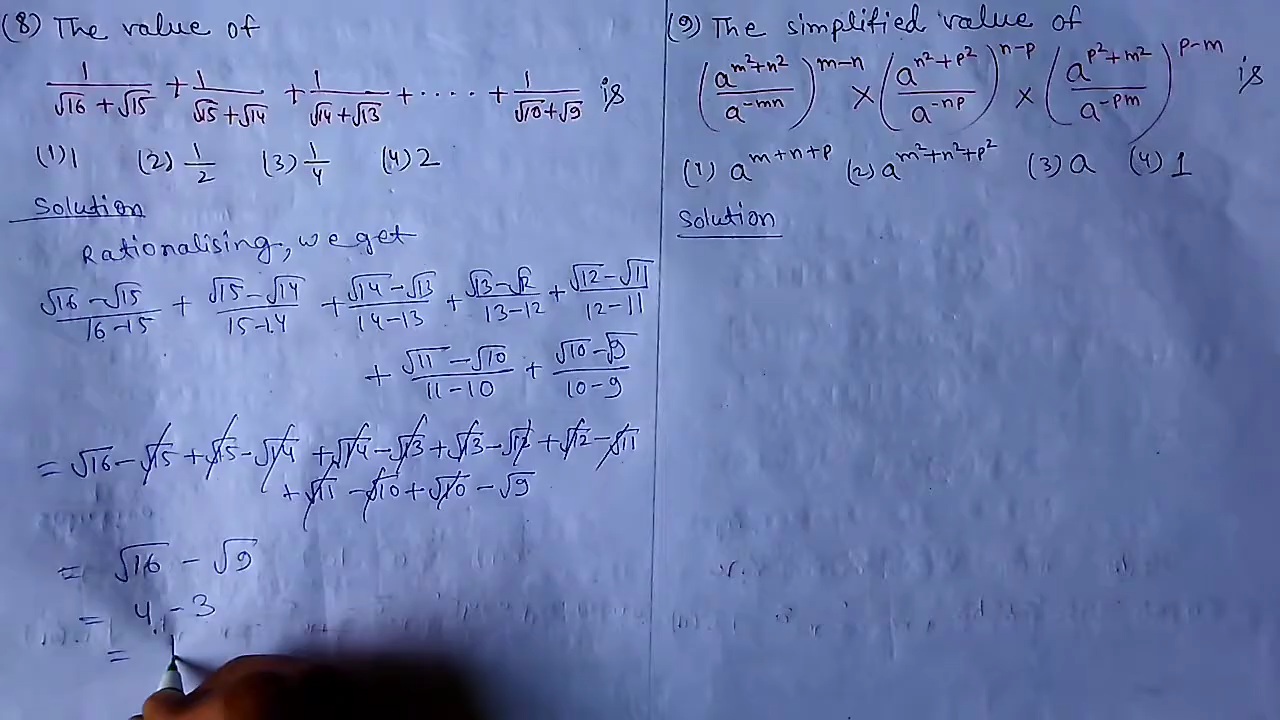 (8) The value of
1/(√16 + √15) + 1/(√15 + √14) + 1/(√14 + √13) + ..... + 1/(√10 + √9) is
(1) 1 (2) 1/2 (3) 1/4 (4) 2
Solution
Rationalising, we get
(√16 - √15)/(16 - 15) + (√15 - √14)/(15 - 14) + (√14 - √13)/(14 - 13) + (√13 - √12)/(13 - 12) + (√12 - √11)/(12 - 11)
+ (√11 - √10)/(11 - 10) + (√10 - √9)/(10 - 9)
= √16 - √15 + √15 - √14 + √14 - √13 + √13 - √12 + √12 - √11
+ √11 - √10 + √10 - √9
= √16 - √9
= 4 - 3
= 1
(9) The simplified value of
(a^(m²+n²)/a^(-mn))^(m-n) × (a^(n²+p²)/a^(-np))^(n-p) × (a^(p²+m²)/a^(-pm))^(p-m) is
(1) a^(m+n+p) (2) a^(m²+n²+p²) (3) a (4) 1
Solution